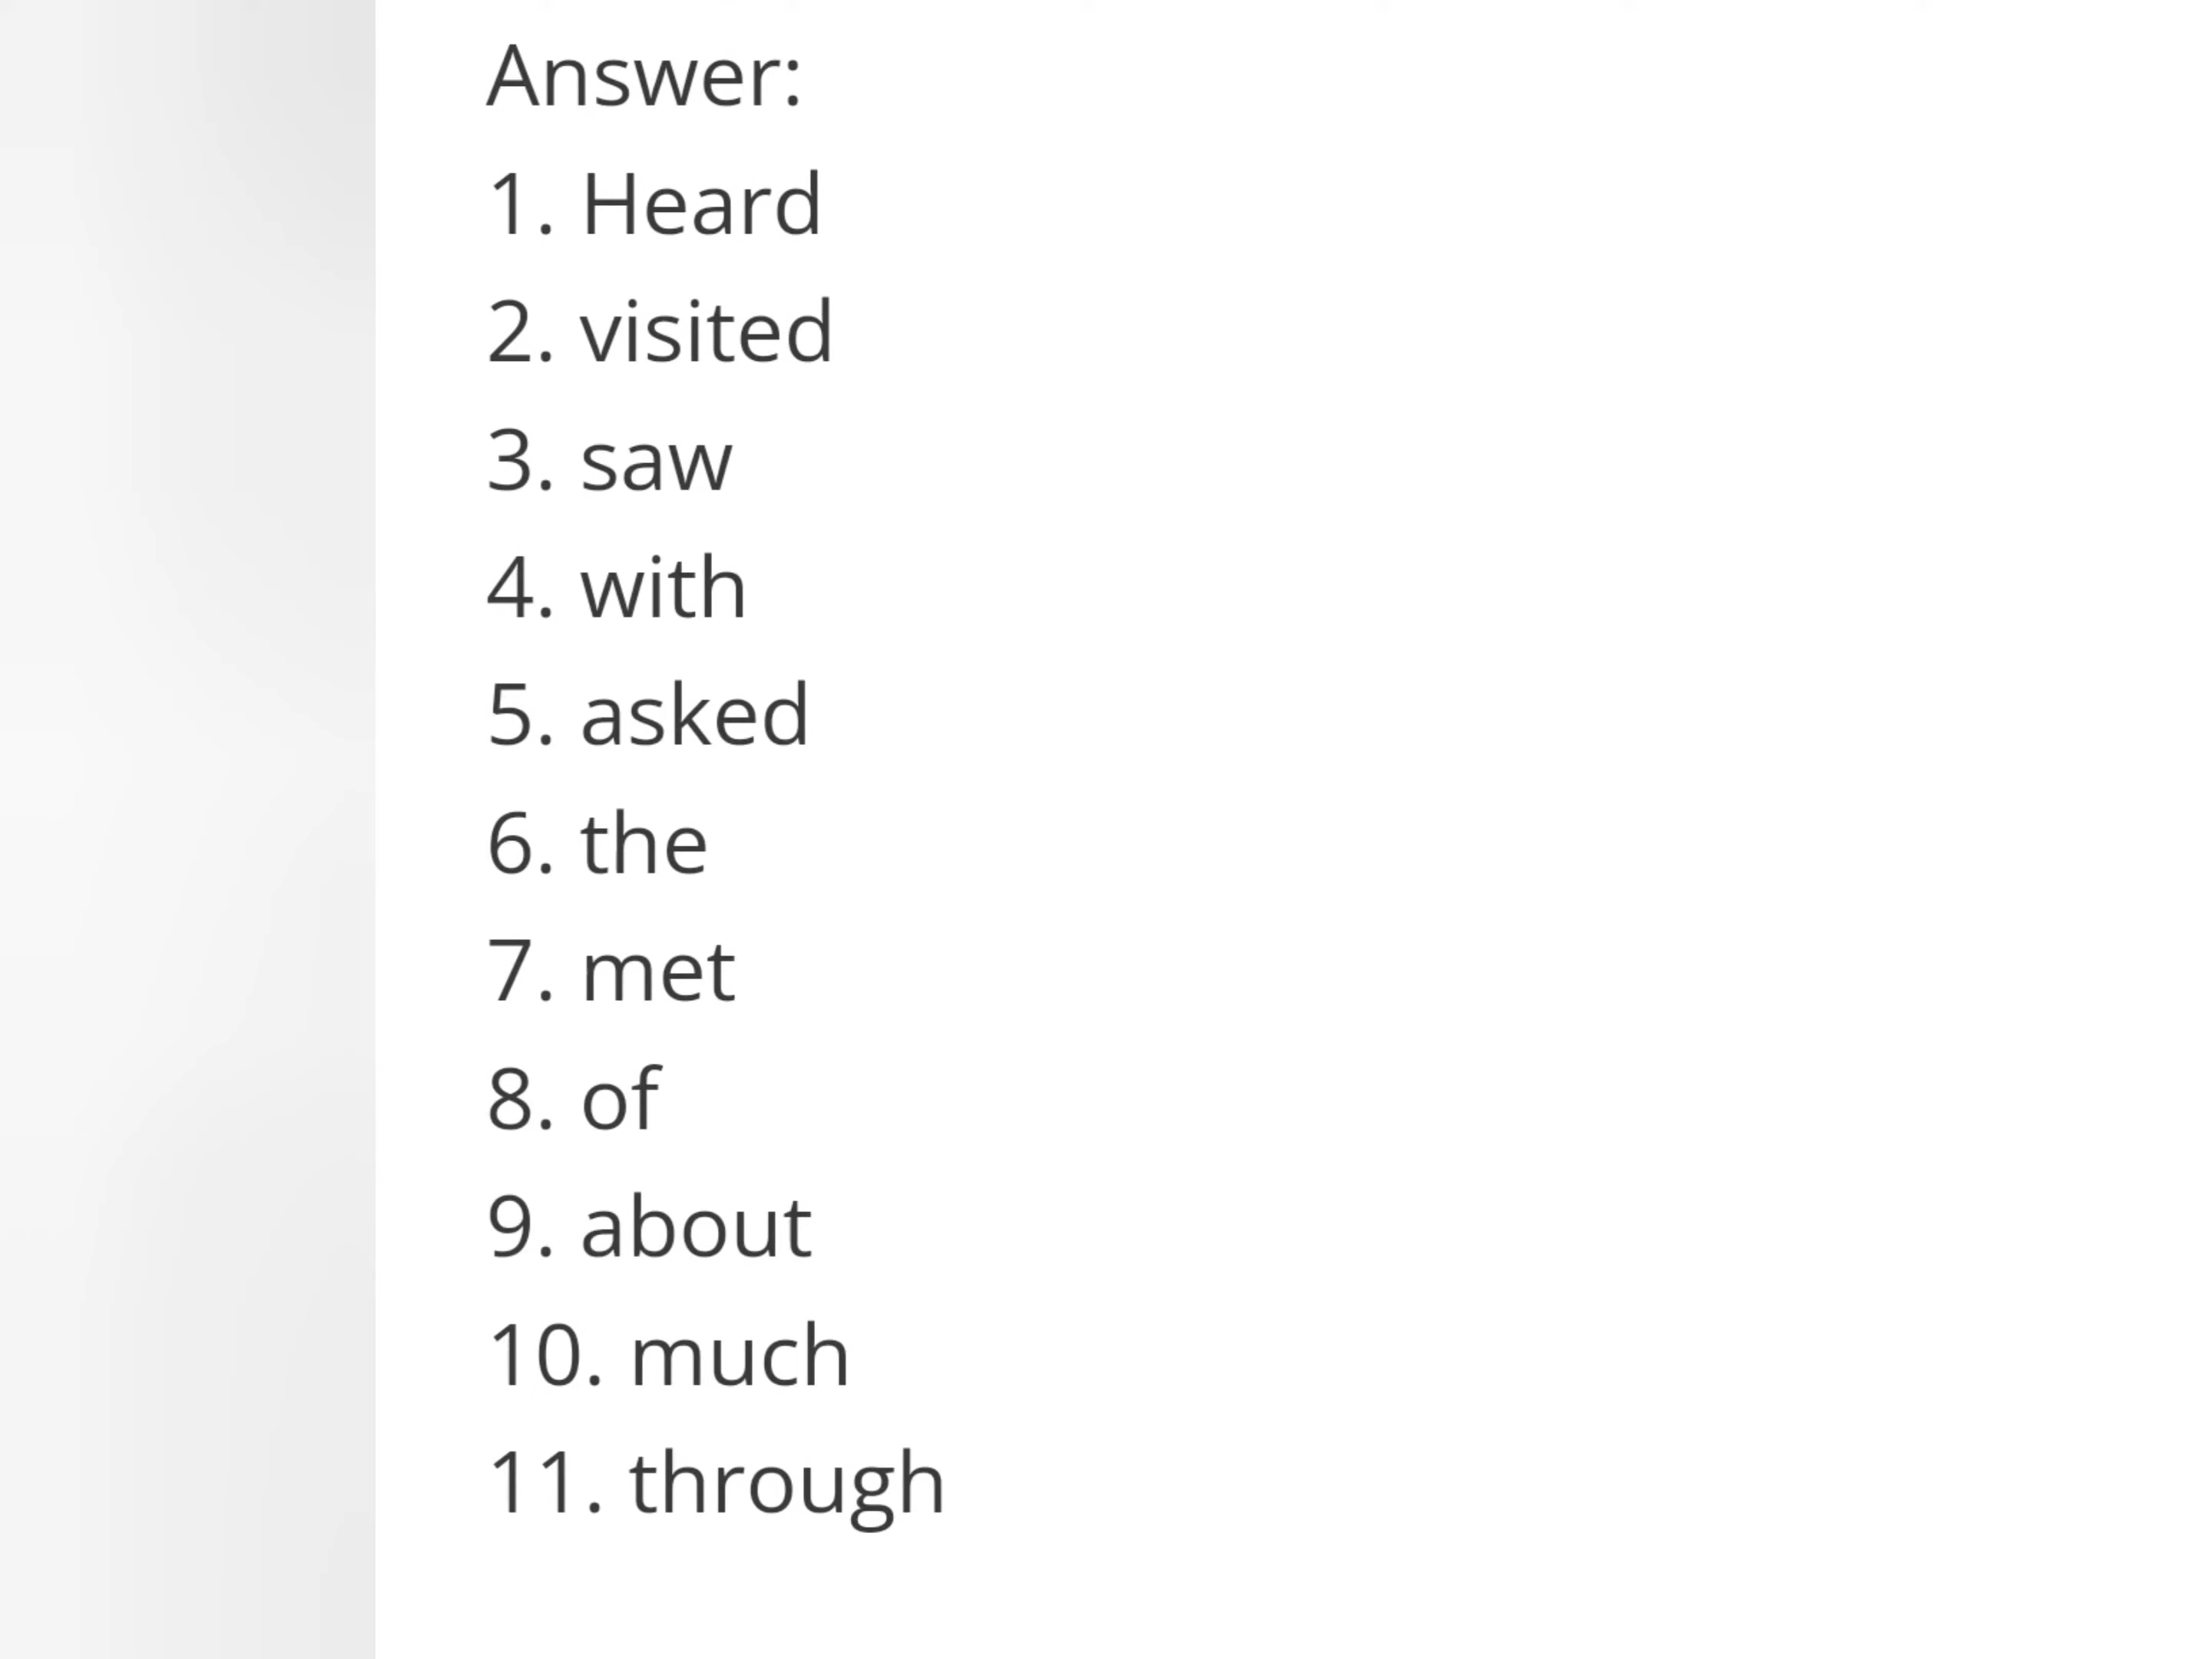 Answer:
1. Heard
2. visited
3. saw
4. with
5. asked
6. the
7. met
8. of
9. about
10. much
11. through